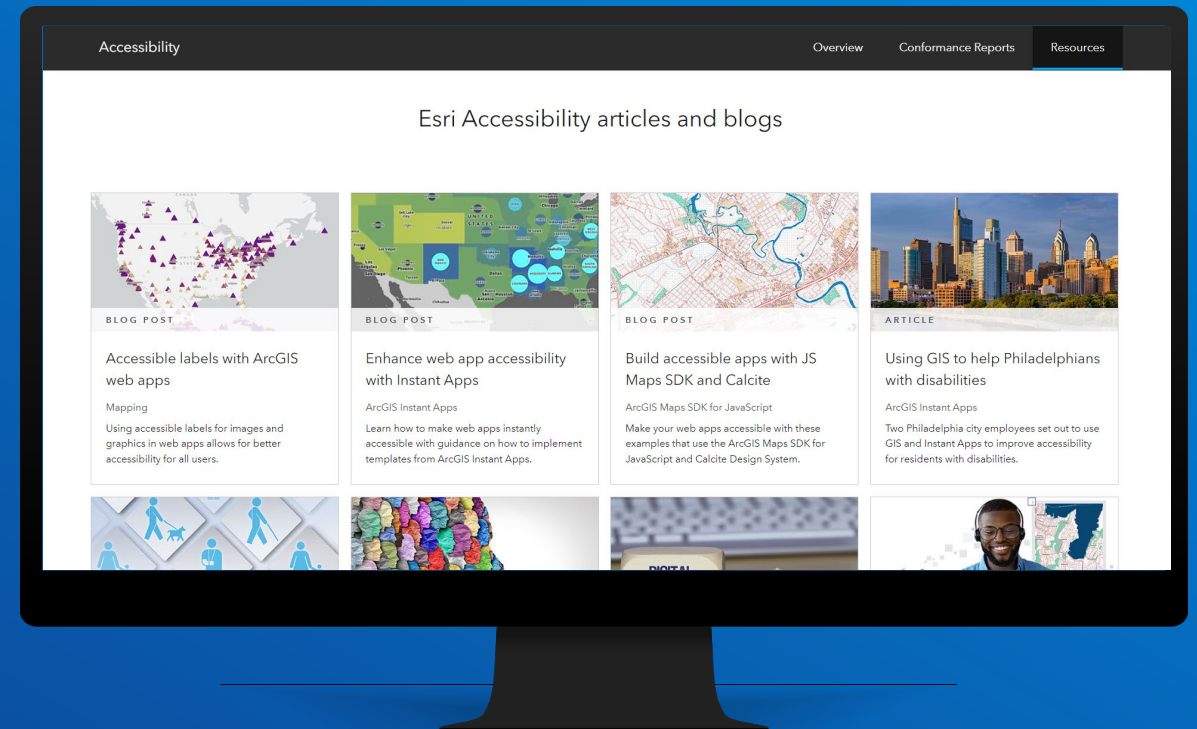 Accessibility
Overview
Conformance Reports
Resources
Esri Accessibility articles and blogs
BLOG POST
Accessible labels with ArcGIS
web apps
Mapping
Using accessible labels for images and
graphics in web apps allows for better
accessibility for all users.
BLOG POST
Enhance web app accessibility
with Instant Apps
ArcGIS Instant Apps
Learn how to make web apps instantly
accessible with guidance on how to implement
templates from ArcGIS Instant Apps.
BLOG POST
Build accessible apps with JS
Maps SDK and Calcite
ArcGIS Maps SDK for JavaScript
Make your web apps accessible with these
examples that use the ArcGIS Maps SDK for
JavaScript and Calcite Design System.
ARTICLE
Using GIS to help Philadelphians
with disabilities
ArcGIS Instant Apps
Two Philadelphia city employees set out to use
GIS and Instant Apps to improve accessibility
for residents with disabilities.
DIGITAL